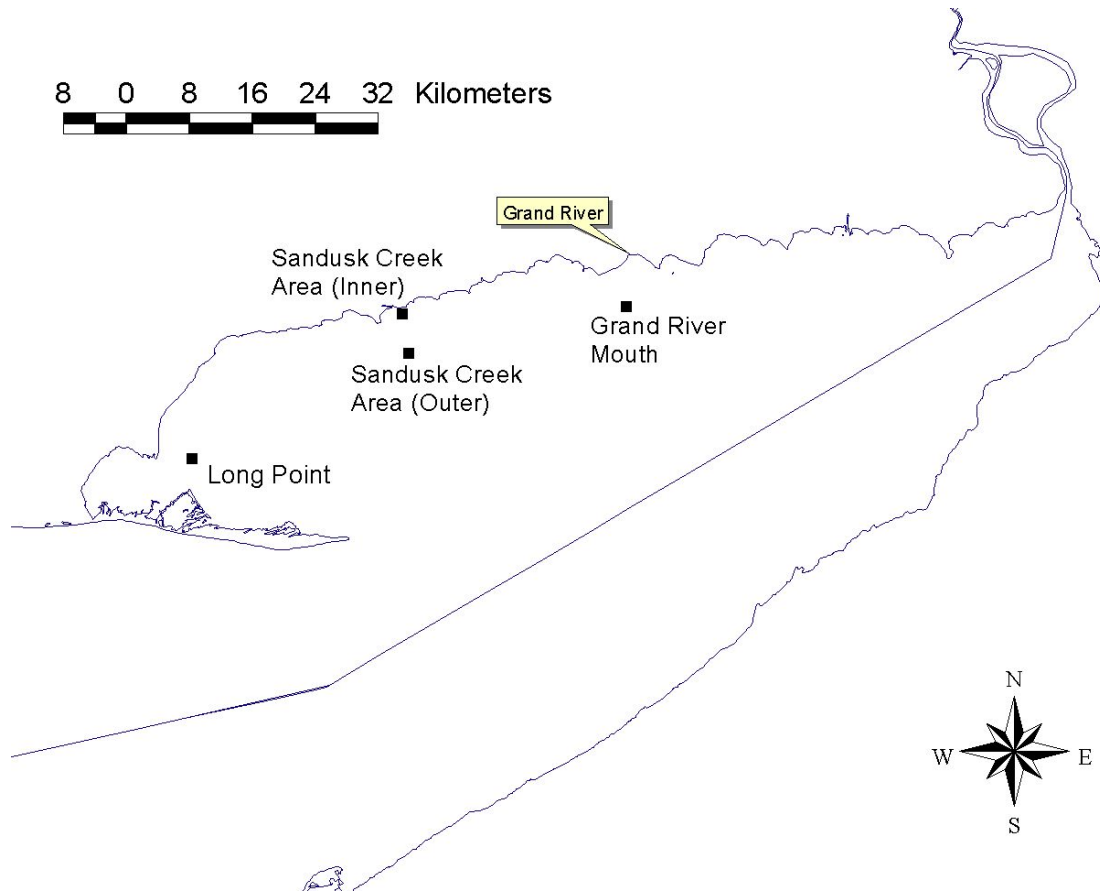 8 0 8 16 24 32 Kilometers
Grand River
Sandusk Creek
Area (Inner)
Grand River
Mouth
Sandusk Creek
Area (Outer)
Long Point
N
W E
S